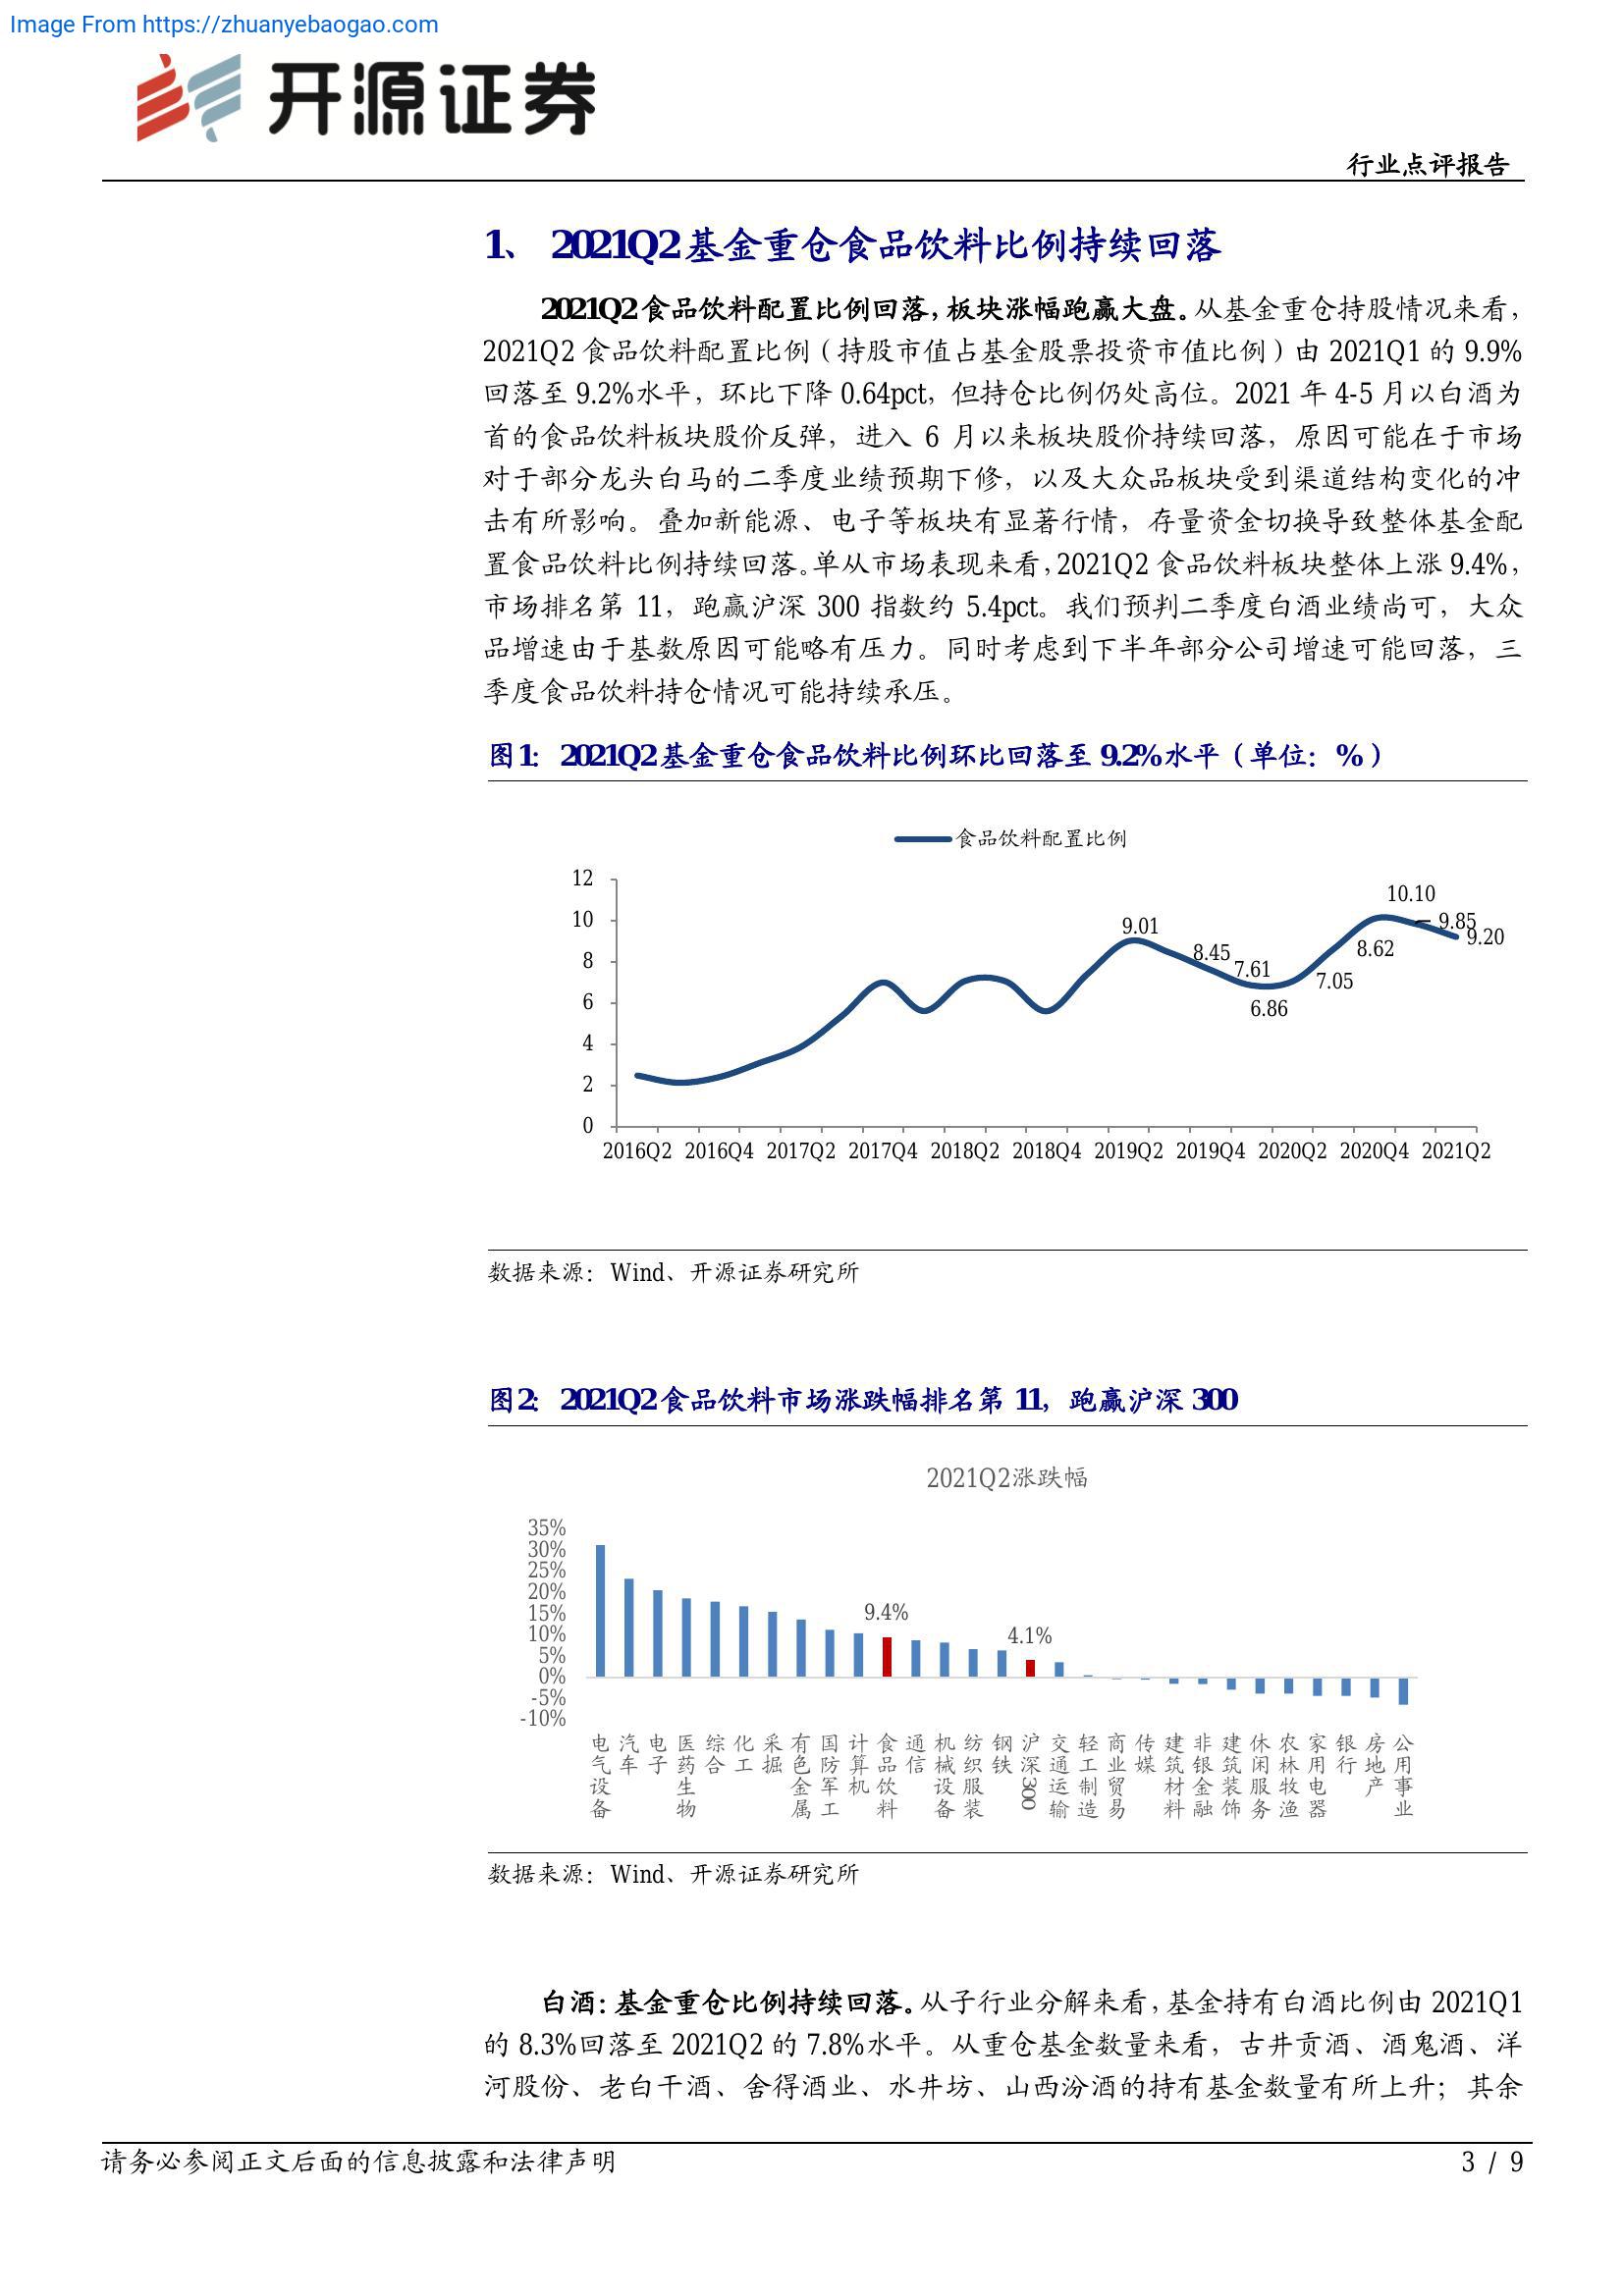 Image From https://zhuanyebaogao.com
开源证券
行业点评报告
1、 2021Q2 基金重仓食品饮料比例持续回落
2021Q2 食品饮料配置比例回落，板块涨幅跑赢大盘。从基金重仓持股情况来看，
2021Q2 食品饮料配置比例（持股市值占基金股票投资市值比例）由 2021Q1 的 9.9%
回落至 9.2%水平，环比下降 0.64pct，但持仓比例仍处高位。2021 年 4-5 月以白酒为
首的食品饮料板块股价反弹，进入 6 月以来板块股价持续回落，原因可能在于市场
对于部分龙头白马的二季度业绩预期下修，以及大众品板块受到渠道结构变化的冲
击有所影响。叠加新能源、电子等板块有显著行情，存量资金切换导致整体基金配
置食品饮料比例持续回落。单从市场表现来看，2021Q2 食品饮料板块整体上涨 9.4%，
市场排名第 11，跑赢沪深 300 指数约 5.4pct。我们预判二季度白酒业绩尚可，大众
品增速由于基数原因可能略有压力。同时考虑到下半年部分公司增速可能回落，三
季度食品饮料持仓情况可能持续承压。
图 1： 2021Q2 基金重仓食品饮料比例环比回落至 9.2%水平（单位：%）
食品饮料配置比例
12
10
8
6
4
2
0
9.01
8.45
7.61
6.86
7.05
8.62
10.10
9.85
9.20
2016Q2 2016Q4 2017Q2 2017Q4 2018Q2 2018Q4 2019Q2 2019Q4 2020Q2 2020Q4 2021Q2
数据来源：Wind、开源证券研究所
图 2： 2021Q2 食品饮料市场涨跌幅排名第 11，跑赢沪深 300
2021Q2涨跌幅
35%
30%
25%
20%
15%
10%
5%
0%
-5%
-10%
9.4%
4.1%
电气设备 汽车 电子 医药生物 综合 化工 采掘 有色金属 国防军工 计算机 食品饮料 通信 机械设备 纺织服装 钢铁 沪深300 交通运输 轻工制造 商业贸易 传媒 建筑材料 非银金融 建筑装饰 休闲服务 农林牧渔 家用电器 银行 房地产 公用事业
数据来源：Wind、开源证券研究所
白酒：基金重仓比例持续回落。从子行业分解来看，基金持有白酒比例由 2021Q1
的 8.3%回落至 2021Q2 的 7.8%水平。从重仓基金数量来看，古井贡酒、酒鬼酒、洋
河股份、老白干酒、舍得酒业、水井坊、山西汾酒的持有基金数量有所上升；其余
请务必参阅正文后面的信息披露和法律声明
3 / 9